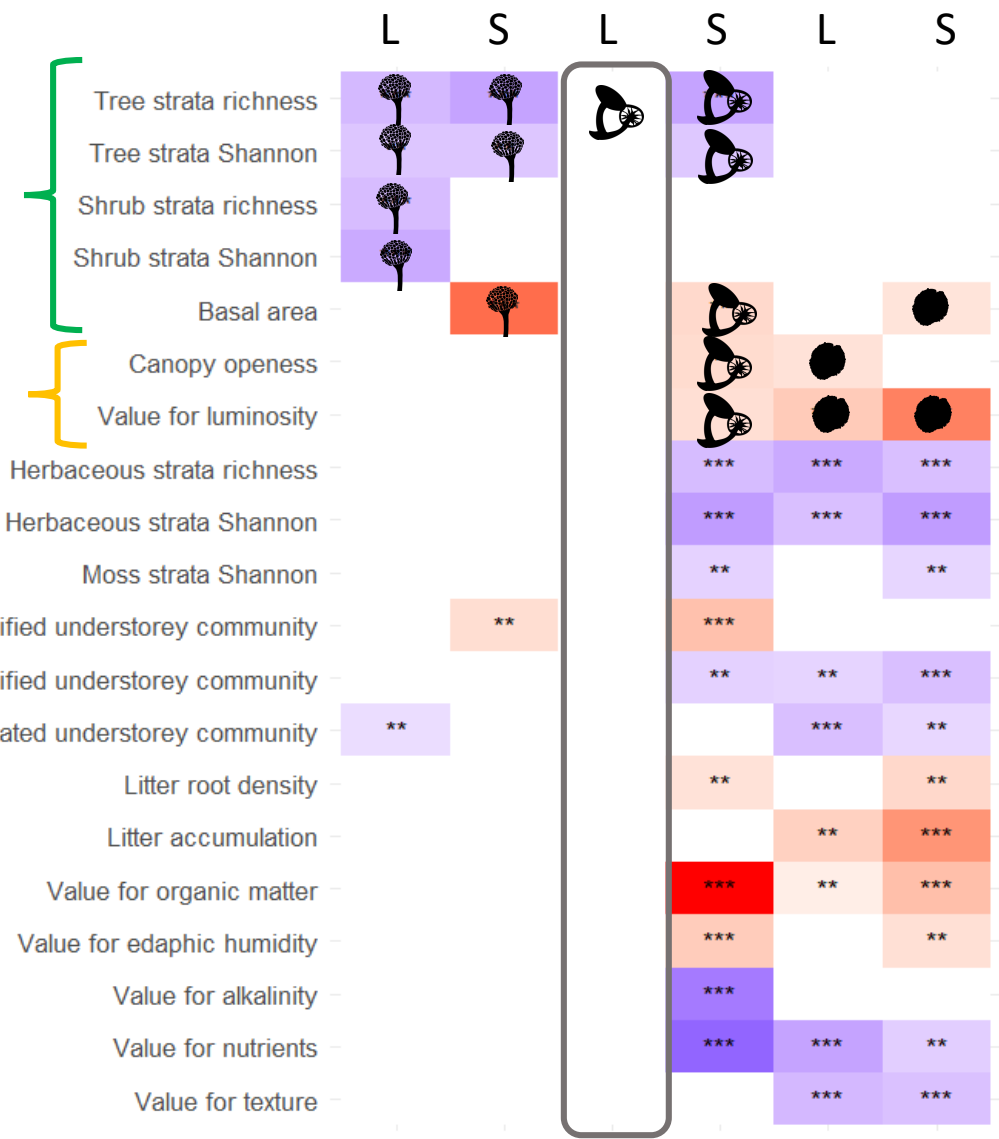 L S L S L S
Tree strata richness
Tree strata Shannon
Shrub strata richness
Shrub strata Shannon
Basal area
Canopy openess
Value for luminosity
Herbaceous strata richness *** *** ***
Herbaceous strata Shannon *** *** ***
Moss strata Shannon ** **
ified understorey community ** ***
ified understorey community ** ** ***
ated understorey community ** *** **
Litter root density ** **
Litter accumulation ** ***
Value for organic matter *** ** ***
Value for edaphic humidity *** **
Value for alkalinity ***
Value for nutrients *** *** **
Value for texture *** ***